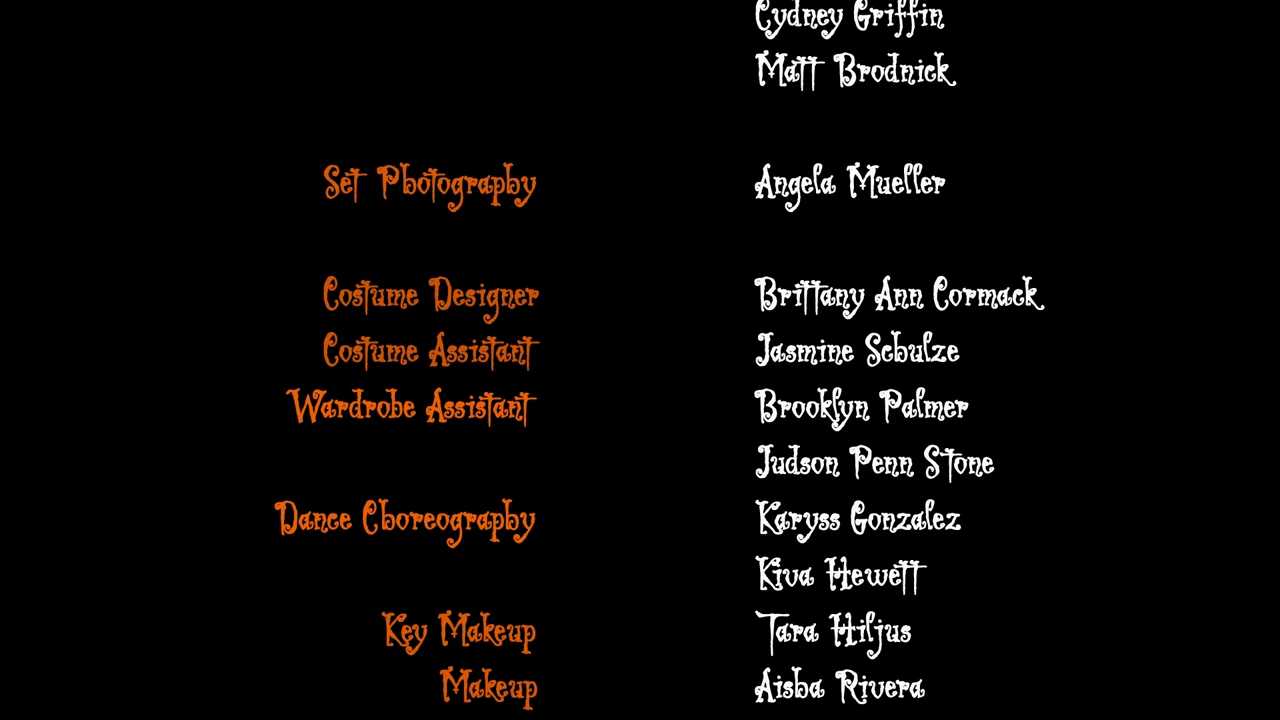 Cydney Griffin
Matt Brodnick
Set Photography Angela Mueller
Costume Designer Brittany Ann Cormack
Costume Assistant Jasmine Schulze
Wardrobe Assistant Brooklyn Palmer
Judson Penn Stone
Dance Choreography Karyss Gonzalez
Kiva Hewett
Key Makeup Tara Hiljus
Makeup Aisha Rivera